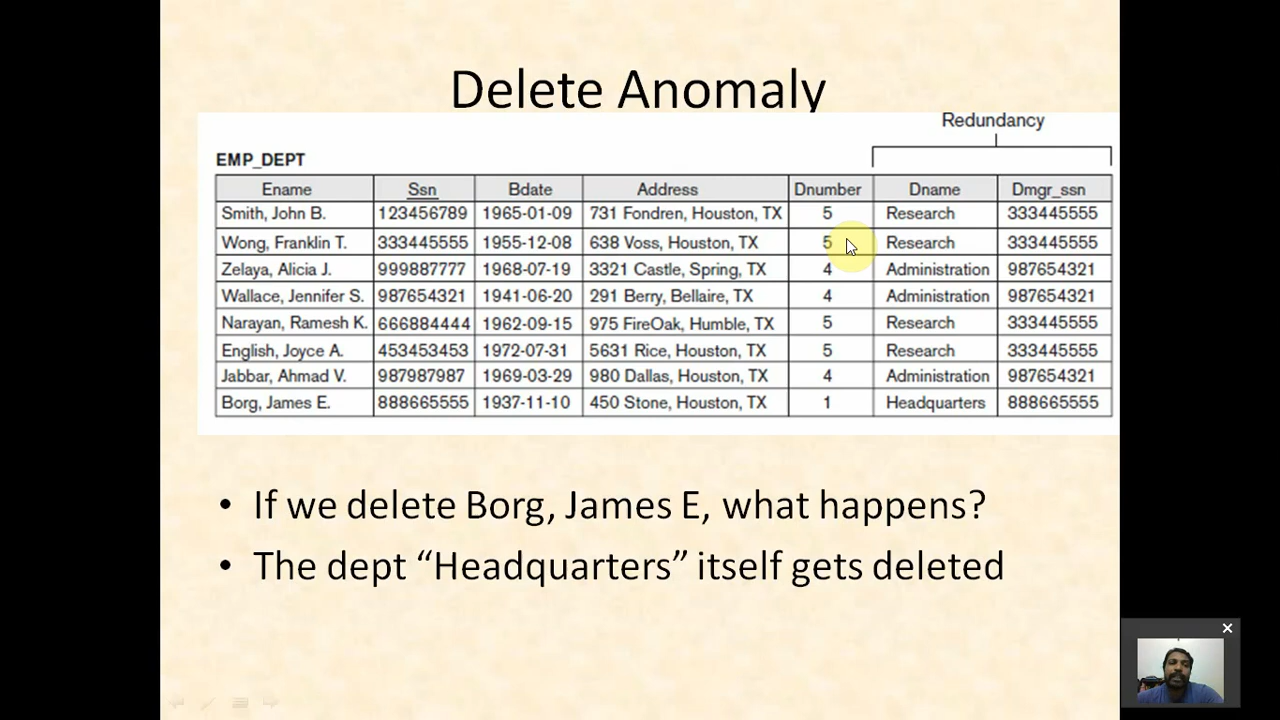 Delete Anomaly
Redundancy
EMP_DEPT
Ename Ssn Bdate Address Dnumber Dname Dmgr_ssn
Smith, John B. 123456789 1965-01-09 731 Fondren, Houston, TX 5 Research 333445555
Wong, Franklin T. 333445555 1955-12-08 638 Voss, Houston, TX 5 Research 333445555
Zelaya, Alicia J. 999887777 1968-07-19 3321 Castle, Spring, TX 4 Administration 987654321
Wallace, Jennifer S. 987654321 1941-06-20 291 Berry, Bellaire, TX 4 Administration 987654321
Narayan, Ramesh K. 666884444 1962-09-15 975 FireOak, Humble, TX 5 Research 333445555
English, Joyce A. 453453453 1972-07-31 5631 Rice, Houston, TX 5 Research 333445555
Jabbar, Ahmad V. 987987987 1969-03-29 980 Dallas, Houston, TX 4 Administration 987654321
Borg, James E. 888665555 1937-11-10 450 Stone, Houston, TX 1 Headquarters 888665555
• If we delete Borg, James E, what happens?
• The dept “Headquarters” itself gets deleted